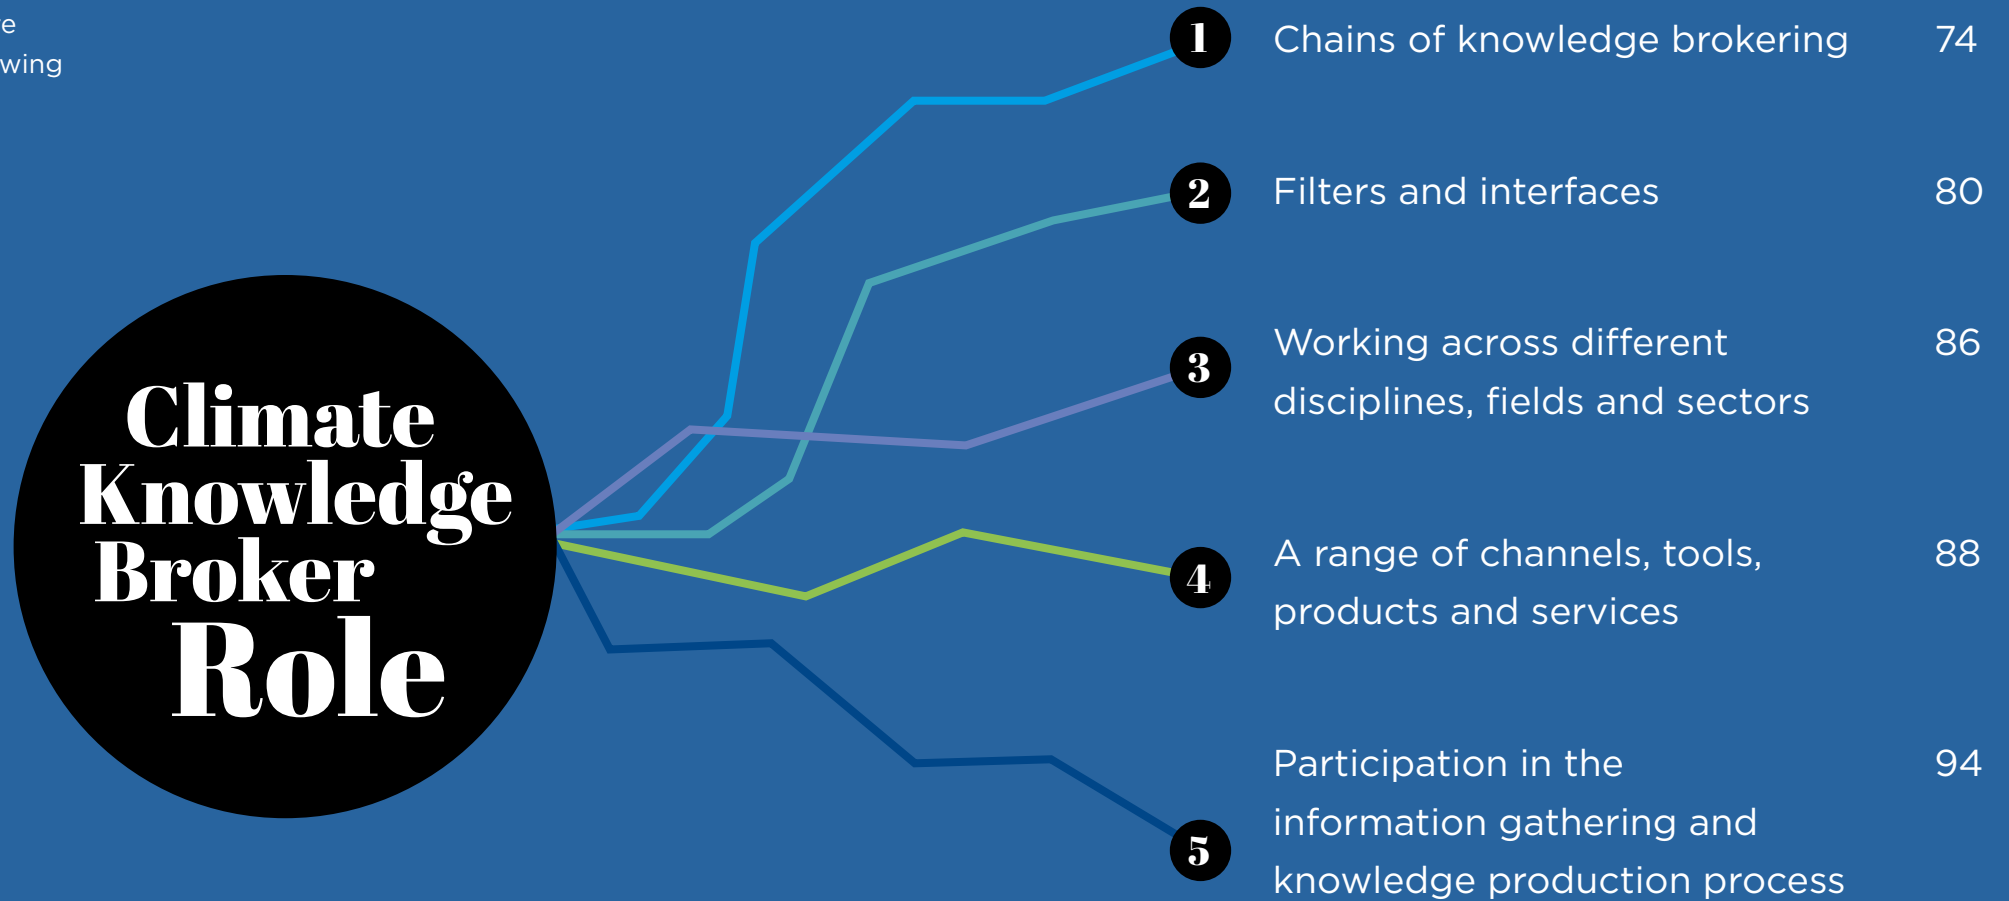 e
wing
Climate
Knowledge
Broker
Role
1 Chains of knowledge brokering 74
2 Filters and interfaces 80
3 Working across different 86
disciplines, fields and sectors
4 A range of channels, tools, 88
products and services
5 Participation in the 94
information gathering and
knowledge production process